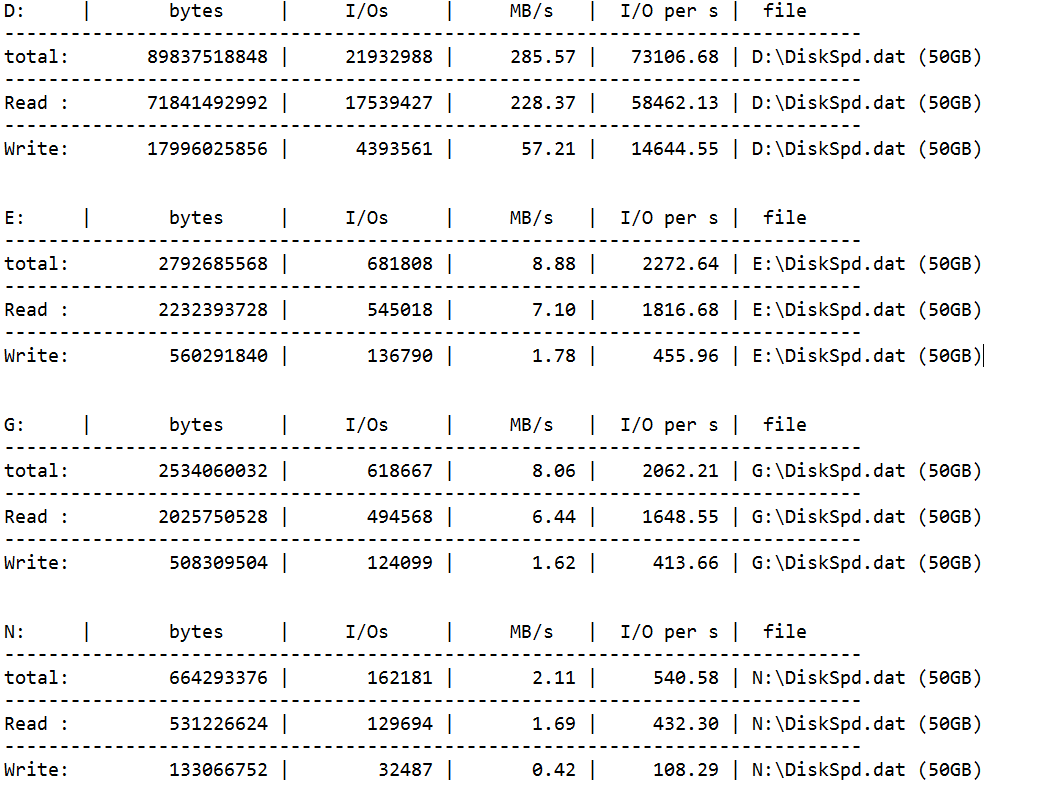 D:     |       bytes     |     I/Os     |     MB/s   |  I/O per s |  file
------------------------------------------------------------------------------
total:       89837518848 |     21932988 |     285.57 |   73106.68 | D:\DiskSpd.dat (50GB)
------------------------------------------------------------------------------
Read :       71841492992 |     17539427 |     228.37 |   58462.13 | D:\DiskSpd.dat (50GB)
------------------------------------------------------------------------------
Write:       17996025856 |      4393561 |      57.21 |   14644.55 | D:\DiskSpd.dat (50GB)

E:     |       bytes     |     I/Os     |     MB/s   |  I/O per s |  file
------------------------------------------------------------------------------
total:        2792685568 |       681808 |       8.88 |    2272.64 | E:\DiskSpd.dat (50GB)
------------------------------------------------------------------------------
Read :        2232393728 |       545018 |       7.10 |    1816.68 | E:\DiskSpd.dat (50GB)
------------------------------------------------------------------------------
Write:         560291840 |       136790 |       1.78 |     455.96 | E:\DiskSpd.dat (50GB)

G:     |       bytes     |     I/Os     |     MB/s   |  I/O per s |  file
------------------------------------------------------------------------------
total:        2534060032 |       618667 |       8.06 |    2062.21 | G:\DiskSpd.dat (50GB)
------------------------------------------------------------------------------
Read :        2025750528 |       494568 |       6.44 |    1648.55 | G:\DiskSpd.dat (50GB)
------------------------------------------------------------------------------
Write:         508309504 |       124099 |       1.62 |     413.66 | G:\DiskSpd.dat (50GB)

N:     |       bytes     |     I/Os     |     MB/s   |  I/O per s |  file
------------------------------------------------------------------------------
total:         664293376 |       162181 |       2.11 |     540.58 | N:\DiskSpd.dat (50GB)
------------------------------------------------------------------------------
Read :         531226624 |       129694 |       1.69 |     432.30 | N:\DiskSpd.dat (50GB)
------------------------------------------------------------------------------
Write:         133066752 |        32487 |       0.42 |     108.29 | N:\DiskSpd.dat (50GB)